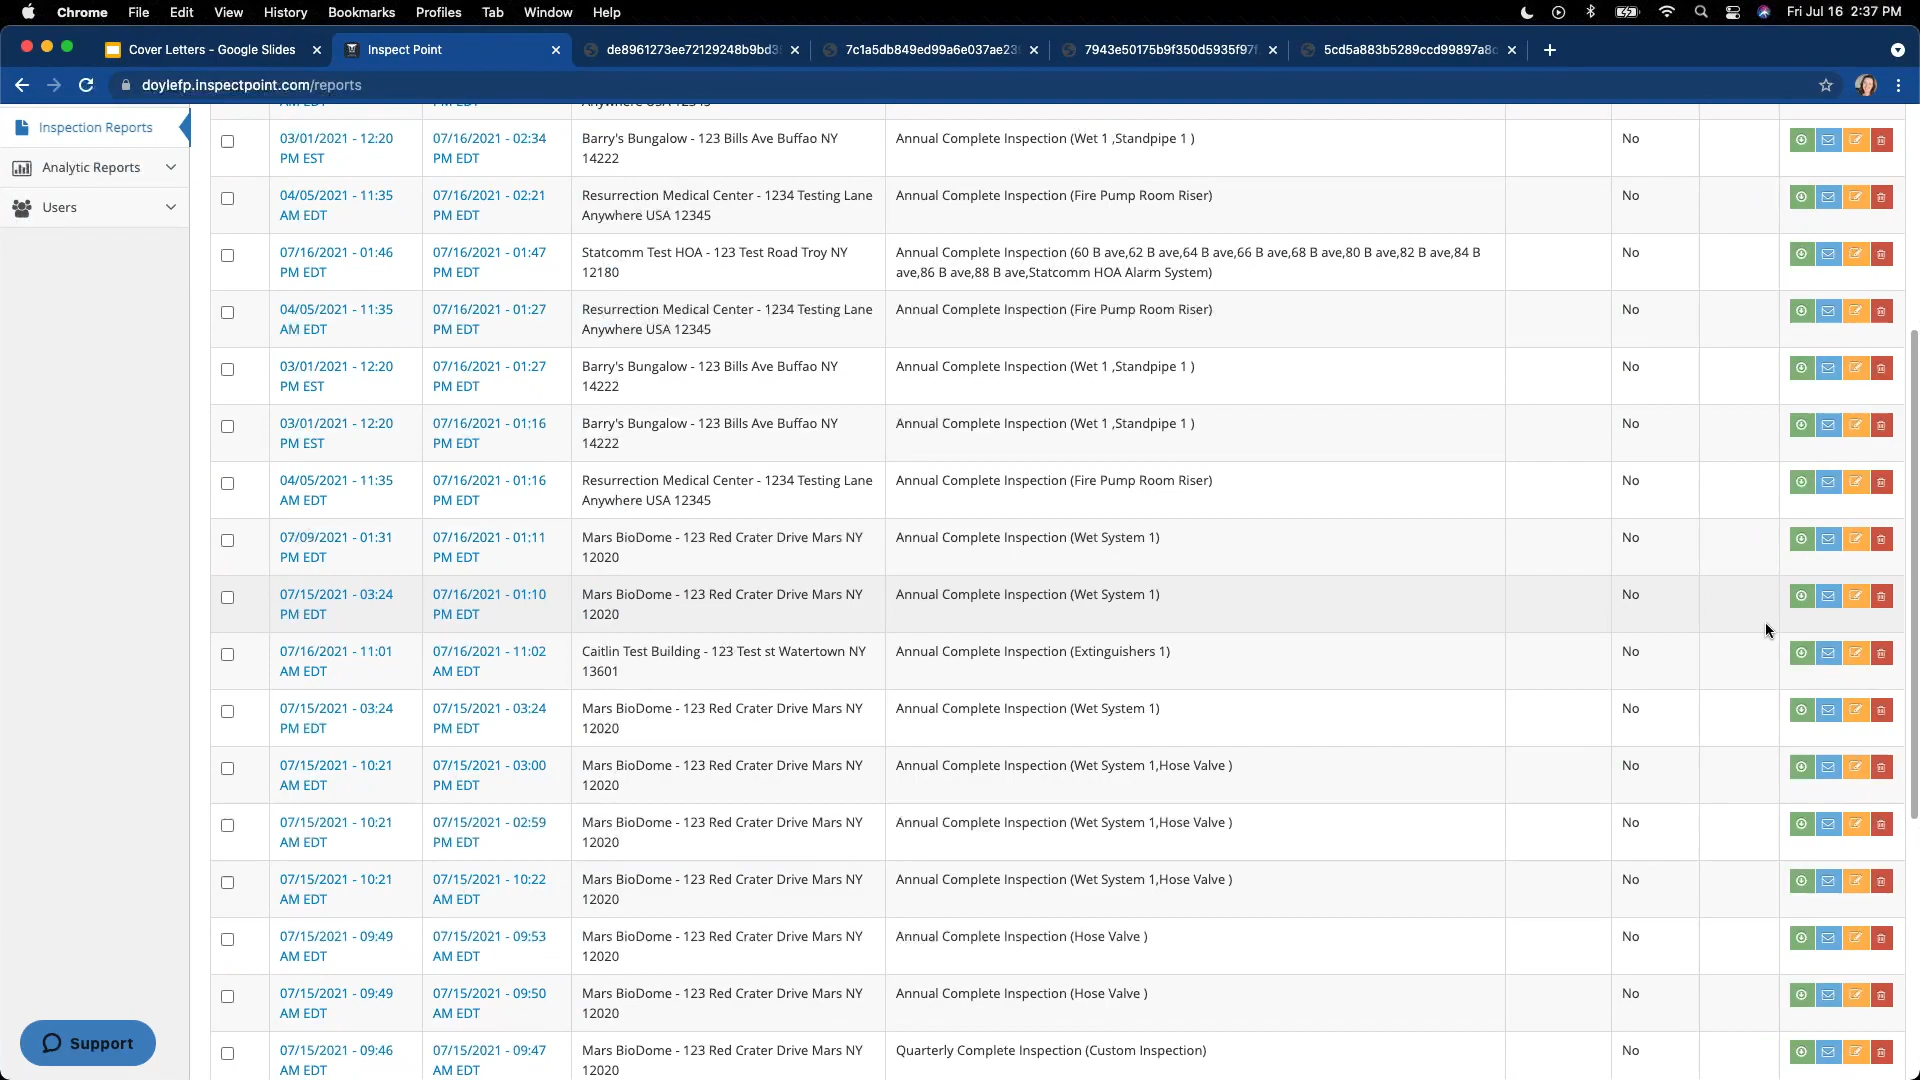 Chrome File Edit View History Bookmarks Profiles Tab Window Help Fri Jul 16 2:37 PM
Cover Letters - Google Slides Inspect Point de8961273ee72129248b9bd3 7c1a5db849ed99a6e037ae23 7943e50175b9f350d5935f97 5cd5a883b5289ccd99897a8
doylefp.inspectpoint.com/reports
Inspection Reports
Analytic Reports
Users
03/01/2021 - 12:20 07/16/2021 - 02:34 Barry's Bungalow - 123 Bills Ave Buffao NY Annual Complete Inspection (Wet 1 ,Standpipe 1 ) No
PM EST PM EDT 14222
04/05/2021 - 11:35 07/16/2021 - 02:21 Resurrection Medical Center - 1234 Testing Lane Annual Complete Inspection (Fire Pump Room Riser) No
AM EDT PM EDT Anywhere USA 12345
07/16/2021 - 01:46 07/16/2021 - 01:47 Statcomm Test HOA - 123 Test Road Troy NY Annual Complete Inspection (60 B ave,62 B ave,64 B ave,66 B ave,68 B ave,80 B ave,82 B ave,84 B No
PM EDT PM EDT 12180 ave,86 B ave,88 B ave,Statcomm HOA Alarm System)
04/05/2021 - 11:35 07/16/2021 - 01:27 Resurrection Medical Center - 1234 Testing Lane Annual Complete Inspection (Fire Pump Room Riser) No
AM EDT PM EDT Anywhere USA 12345
03/01/2021 - 12:20 07/16/2021 - 01:27 Barry's Bungalow - 123 Bills Ave Buffao NY Annual Complete Inspection (Wet 1 ,Standpipe 1 ) No
PM EST PM EDT 14222
03/01/2021 - 12:20 07/16/2021 - 01:16 Barry's Bungalow - 123 Bills Ave Buffao NY Annual Complete Inspection (Wet 1 ,Standpipe 1 ) No
PM EST PM EDT 14222
04/05/2021 - 11:35 07/16/2021 - 01:16 Resurrection Medical Center - 1234 Testing Lane Annual Complete Inspection (Fire Pump Room Riser) No
AM EDT PM EDT Anywhere USA 12345
07/09/2021 - 01:31 07/16/2021 - 01:11 Mars BioDome - 123 Red Crater Drive Mars NY Annual Complete Inspection (Wet System 1) No
PM EDT PM EDT 12020
07/15/2021 - 03:24 07/16/2021 - 01:10 Mars BioDome - 123 Red Crater Drive Mars NY Annual Complete Inspection (Wet System 1) No
PM EDT PM EDT 12020
07/16/2021 - 11:01 07/16/2021 - 11:02 Caitlin Test Building - 123 Test st Watertown NY Annual Complete Inspection (Extinguishers 1) No
AM EDT AM EDT 13601
07/15/2021 - 03:24 07/15/2021 - 03:24 Mars BioDome - 123 Red Crater Drive Mars NY Annual Complete Inspection (Wet System 1) No
PM EDT PM EDT 12020
07/15/2021 - 10:21 07/15/2021 - 03:00 Mars BioDome - 123 Red Crater Drive Mars NY Annual Complete Inspection (Wet System 1,Hose Valve ) No
AM EDT PM EDT 12020
07/15/2021 - 10:21 07/15/2021 - 02:59 Mars BioDome - 123 Red Crater Drive Mars NY Annual Complete Inspection (Wet System 1,Hose Valve ) No
AM EDT PM EDT 12020
07/15/2021 - 10:21 07/15/2021 - 10:22 Mars BioDome - 123 Red Crater Drive Mars NY Annual Complete Inspection (Wet System 1,Hose Valve ) No
AM EDT AM EDT 12020
07/15/2021 - 09:49 07/15/2021 - 09:53 Mars BioDome - 123 Red Crater Drive Mars NY Annual Complete Inspection (Hose Valve ) No
AM EDT AM EDT 12020
07/15/2021 - 09:49 07/15/2021 - 09:50 Mars BioDome - 123 Red Crater Drive Mars NY Annual Complete Inspection (Hose Valve ) No
AM EDT AM EDT 12020
07/15/2021 - 09:46 07/15/2021 - 09:47 Mars BioDome - 123 Red Crater Drive Mars NY Quarterly Complete Inspection (Custom Inspection) No
AM EDT AM EDT 12020
Support